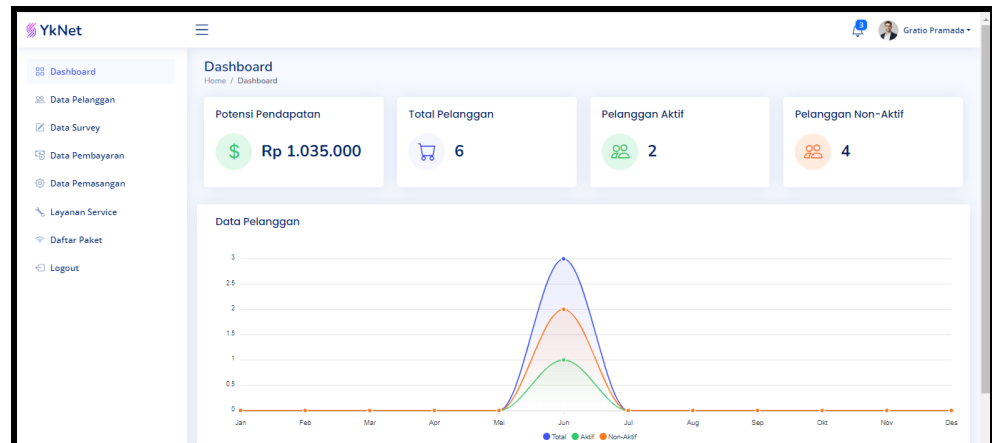 YkNet
3
Gratio Pramada
Dashboard
Data Pelanggan
Data Survey
Data Pembayaran
Data Pemasangan
Layanan Service
Daftar Paket
Logout
Dashboard
Home / Dashboard
Potensi Pendapatan
$ Rp 1.035.000
Total Pelanggan
6
Pelanggan Aktif
2
Pelanggan Non-Aktif
4
Data Pelanggan
3
2.5
2
1.5
1
0.5
0
Jan Feb Mar Apr Mei Jun Jul Aug Sep Okt Nov Des
Total Aktif Non-Aktif